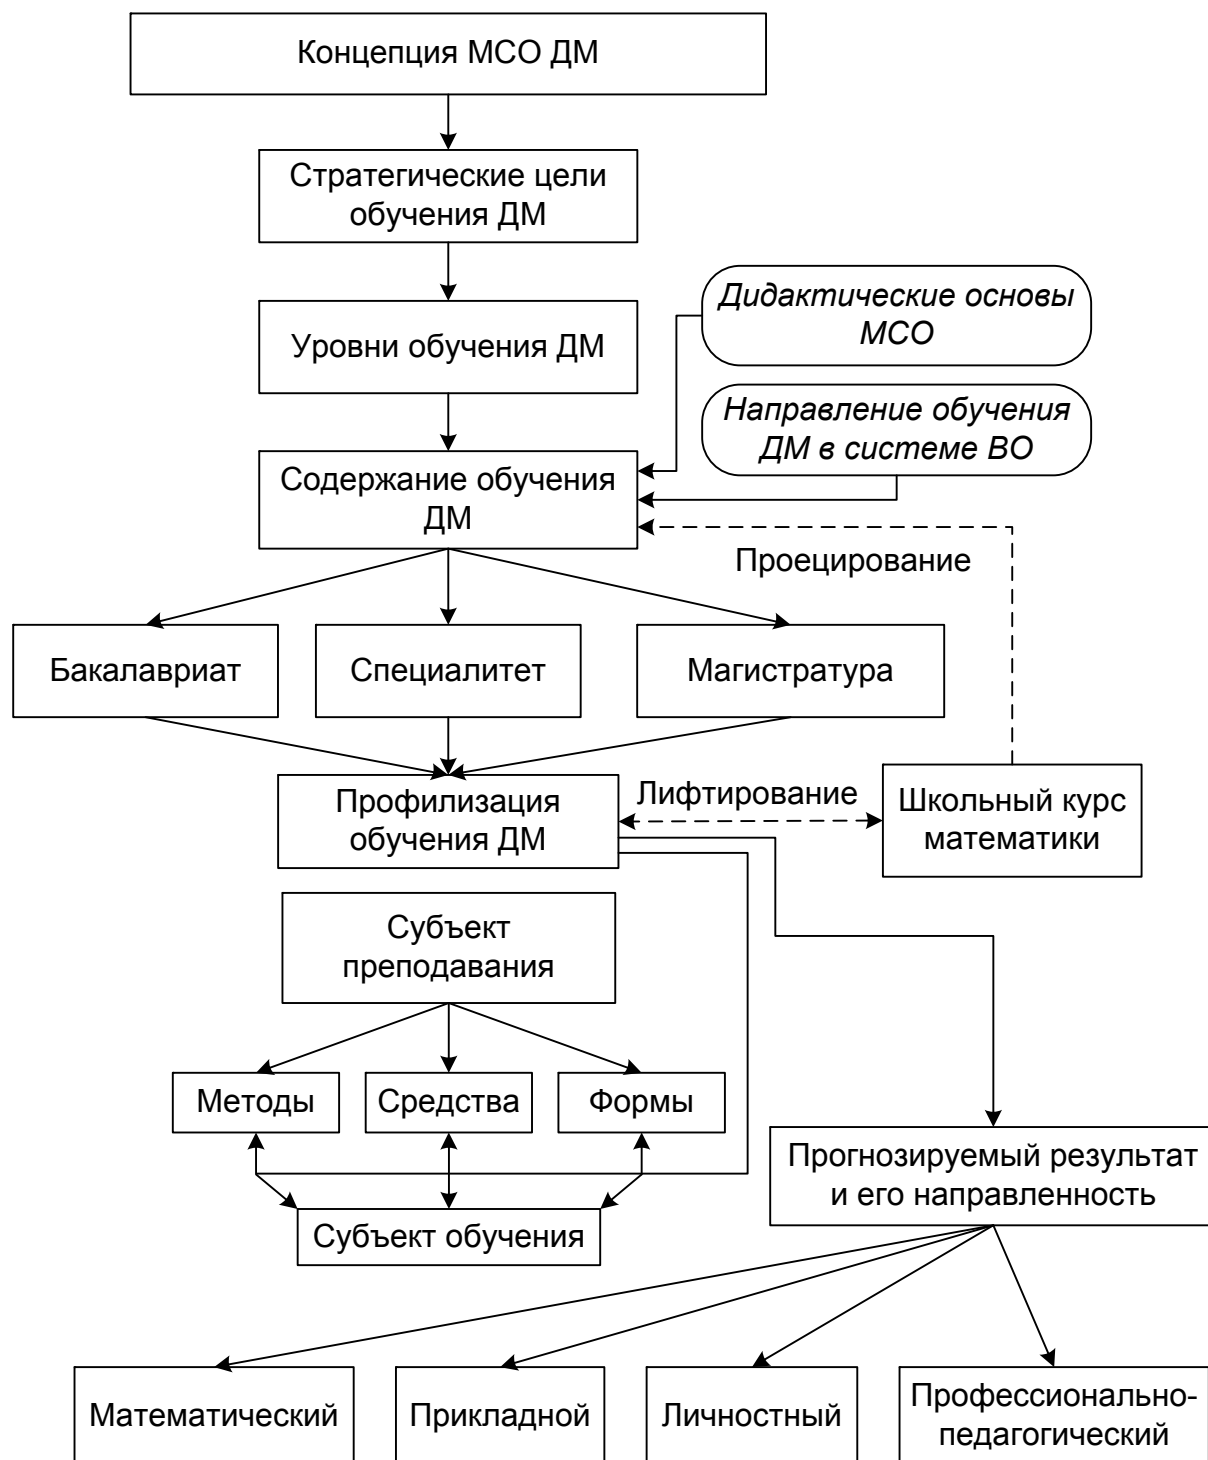 Концепция МСО ДМ
Стратегические цели
обучения ДМ
Уровни обучения ДМ
Дидактические основы
МСО
Направление обучения
ДМ в системе ВО
Содержание обучения
ДМ
Проецирование
Бакалавриат
Специалитет
Магистратура
Профилизация
обучения ДМ
Лифтирование
Школьный курс
математики
Субъект
преподавания
Методы
Средства
Формы
Субъект обучения
Прогнозируемый результат
и его направленность
Математический
Прикладной
Личностный
Профессионально-
педагогический